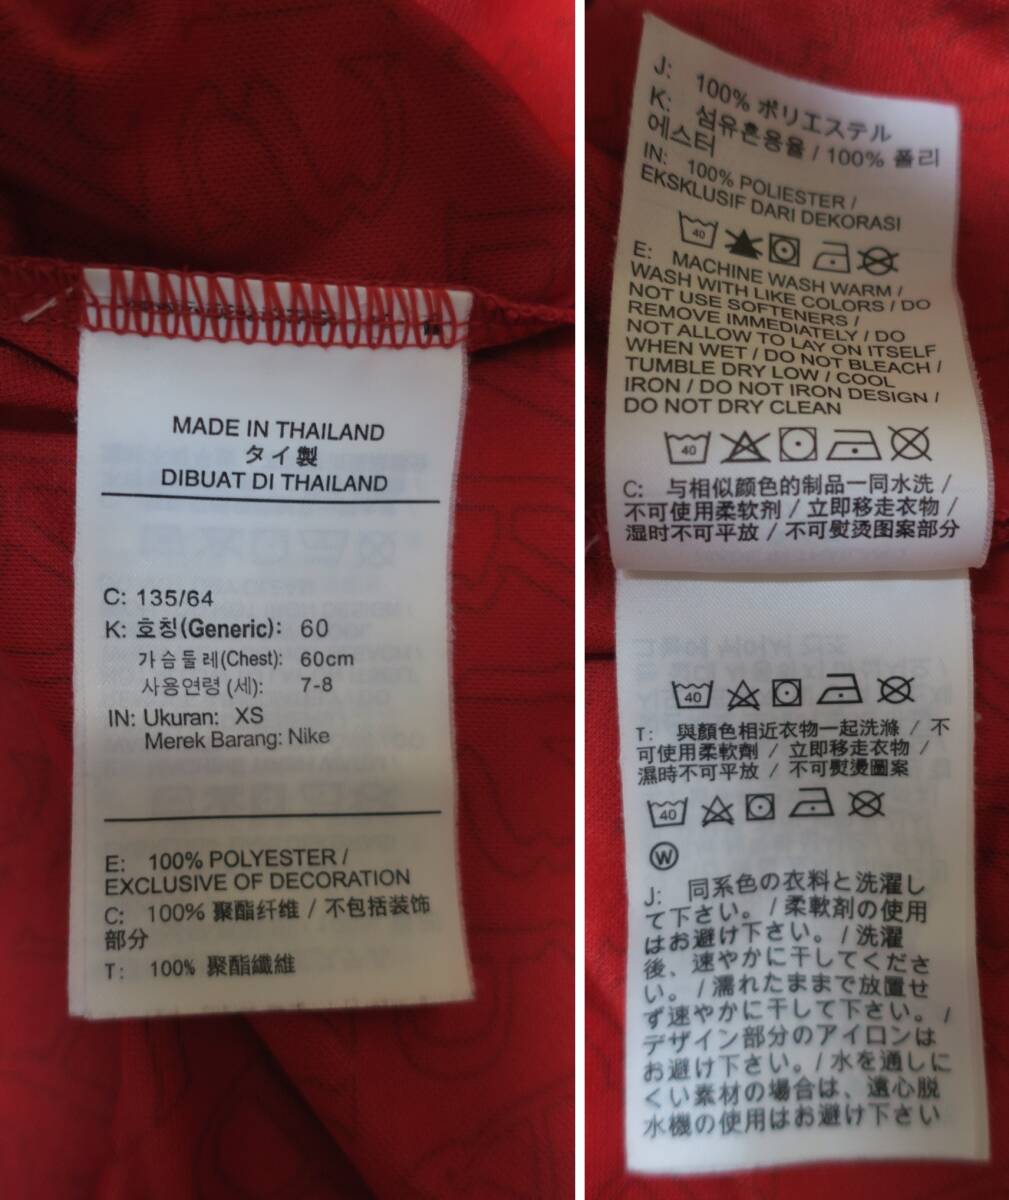 MADE IN THAILAND
タイ製
DIBUAT DI THAILAND
C: 135/64
K: 호칭(Generic): 60
가슴둘레(Chest): 60cm
사용연령 (세): 7-8
IN: Ukuran: XS
Merek Barang: Nike
E: 100% POLYESTER /
EXCLUSIVE OF DECORATION
C: 100% 聚酯纤维 / 不包括装饰
部分
T: 100% 聚酯纖維
J: 100% ポリエステル
K: 섬유혼용율 / 100% 폴리
에스터
IN: 100% POLIESTER /
EKSKLUSIF DARI DEKORASI
40
E: MACHINE WASH WARM /
WASH WITH LIKE COLORS / DO
NOT USE SOFTENERS /
REMOVE IMMEDIATELY / DO
NOT ALLOW TO LAY ON ITSELF
WHEN WET / DO NOT BLEACH /
TUMBLE DRY LOW / COOL
IRON / DO NOT IRON DESIGN /
DO NOT DRY CLEAN
40
C: 与相似颜色的制品一同水洗 /
不可使用柔软剂 / 立即移走衣物 /
湿时不可平放 / 不可熨烫图案部分
40
T: 與顏色相近衣物一起洗滌 / 不
可使用柔軟劑 / 立即移走衣物 /
濕時不可平放 / 不可熨燙圖案
40
W
J: 同系色の衣料と洗濯し
て下さい。/ 柔軟剤の使用
はお避け下さい。/ 洗濯
後、速やかに干してくださ
い。/ 濡れたままで放置せ
ず速やかに干して下さい。/
デザイン部分のアイロンは
お避け下さい。/ 水を通しに
くい素材の場合は、遠心脱
水機の使用はお避け下さい